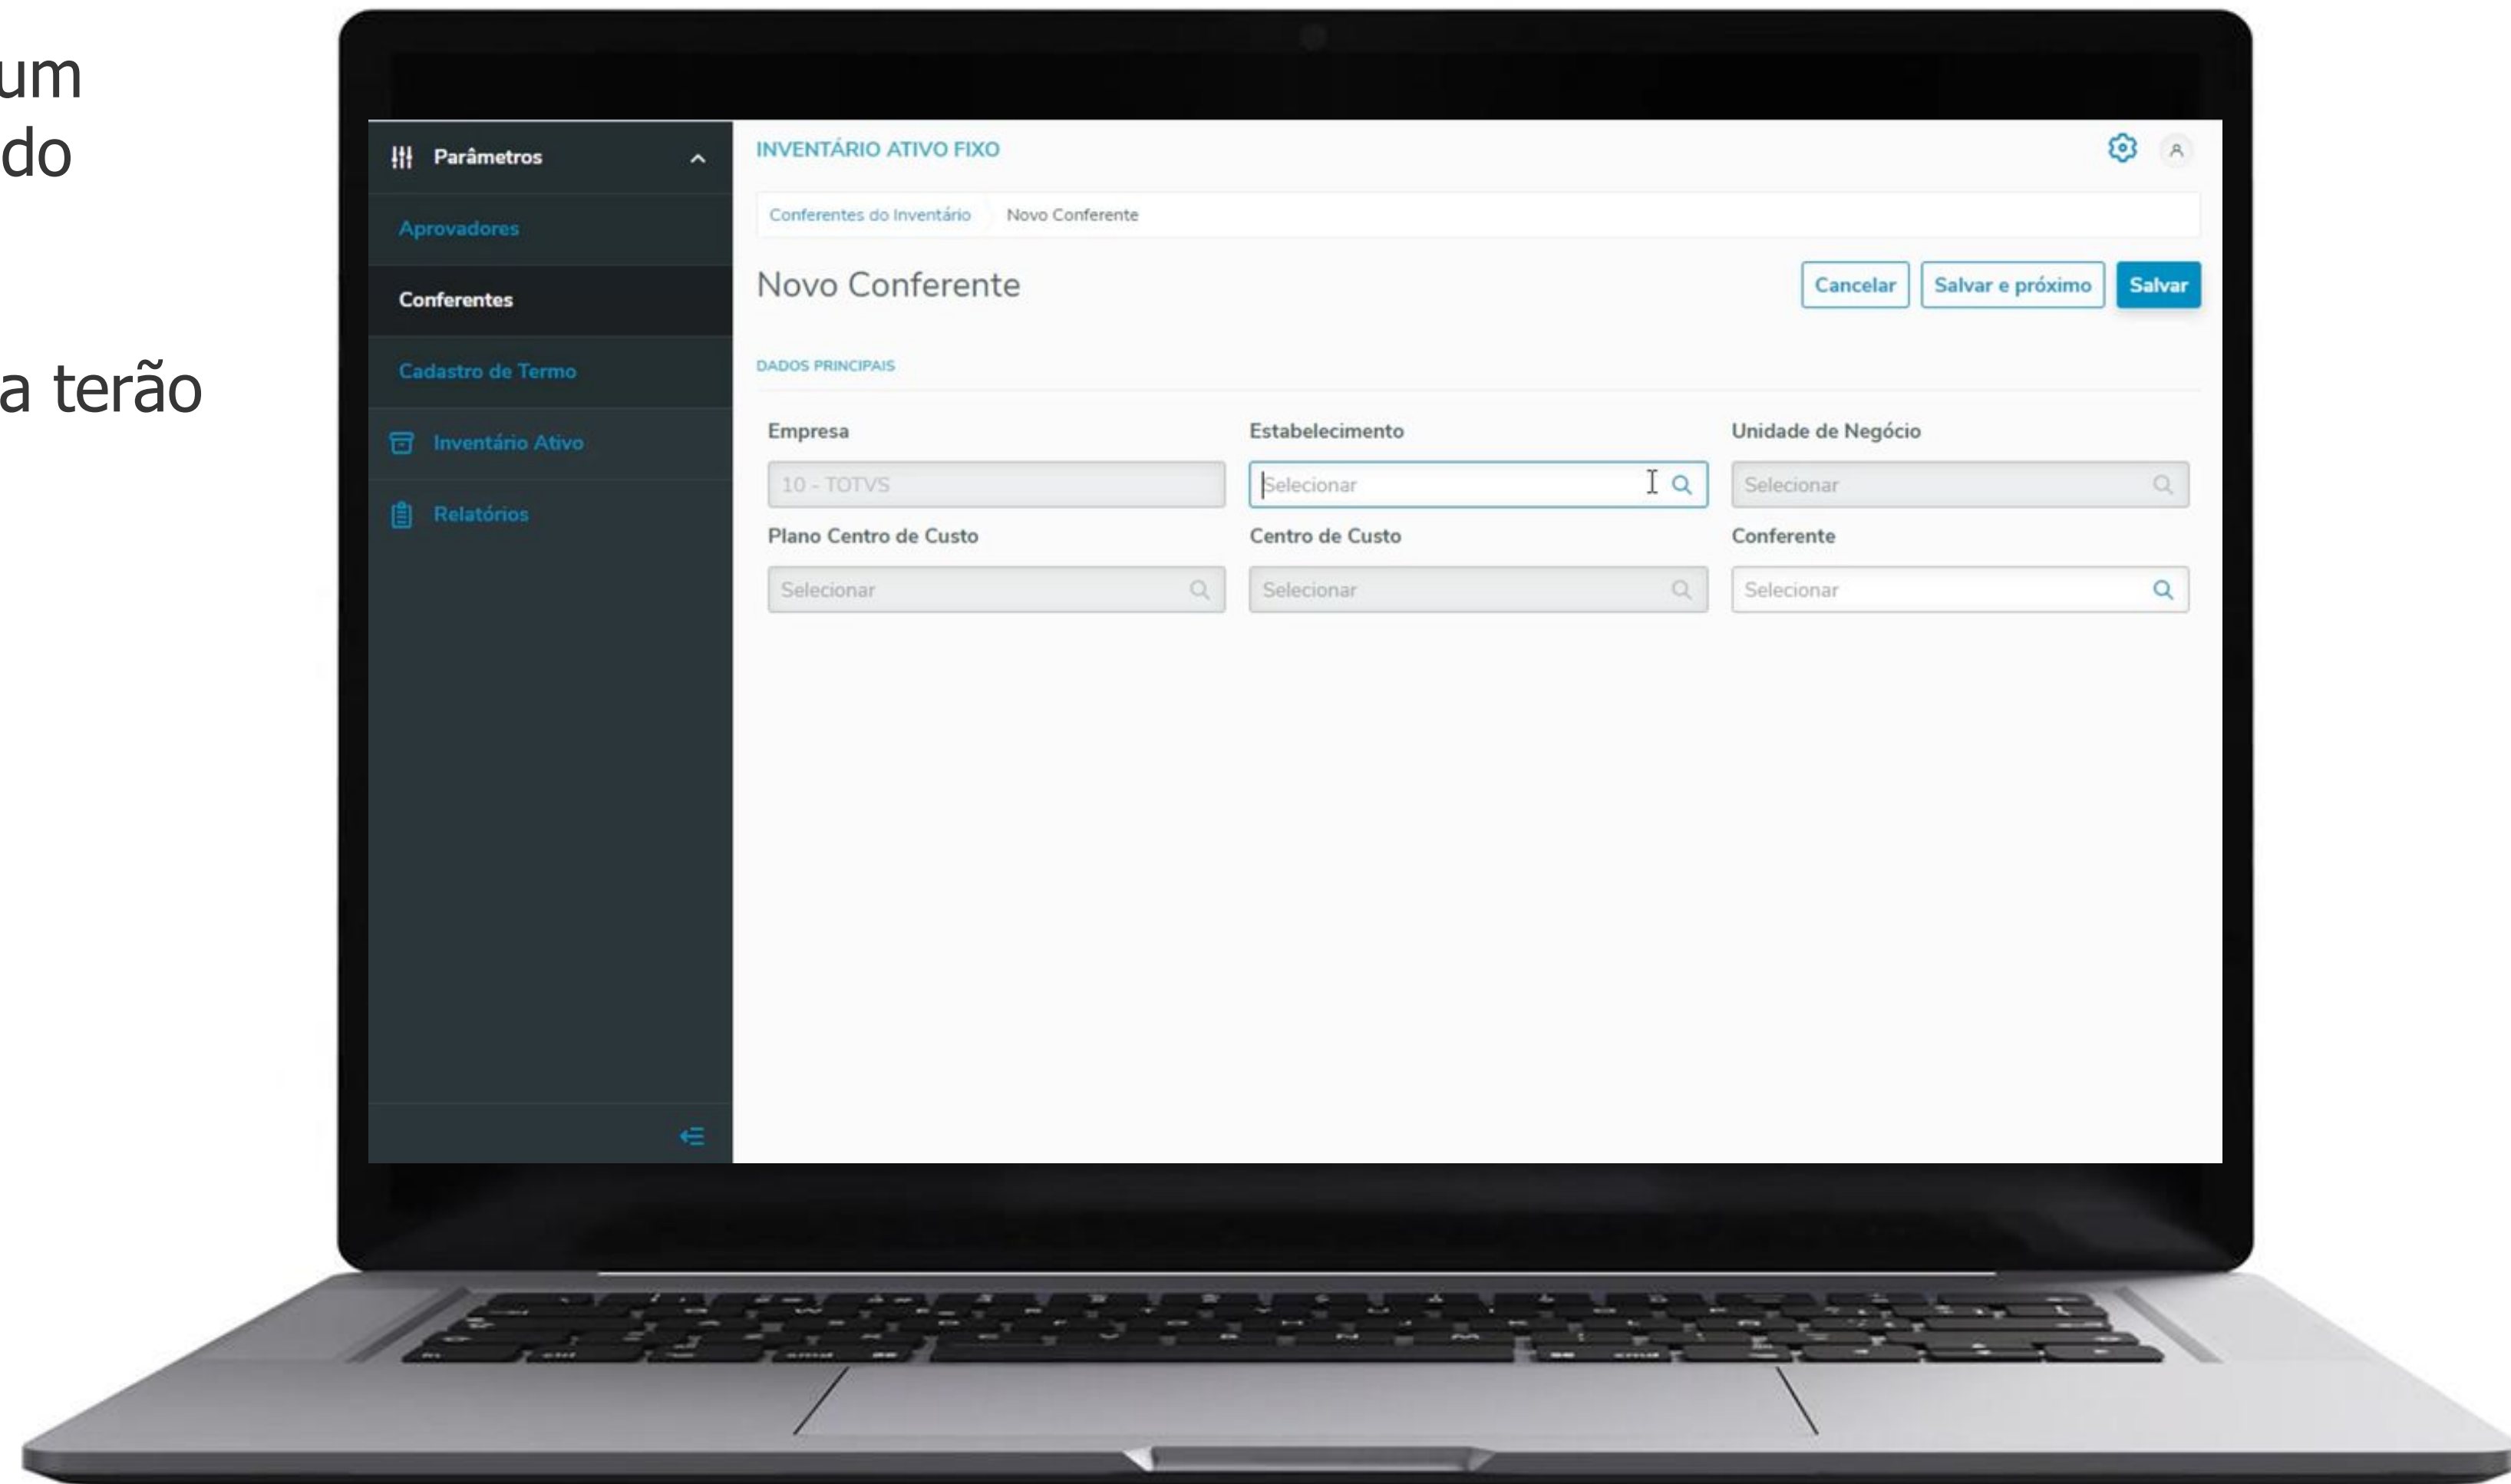 um
do
a terão
Parâmetros
Aprovadores
Conferentes
Cadastro de Termo
Inventário Ativo
Relatórios
INVENTÁRIO ATIVO FIXO
Conferentes do Inventário Novo Conferente
Novo Conferente
Cancelar Salvar e próximo Salvar
DADOS PRINCIPAIS
Empresa Estabelecimento Unidade de Negócio
10 - TOTVS Selecionar Selecionar
Plano Centro de Custo Centro de Custo Conferente
Selecionar Selecionar Selecionar